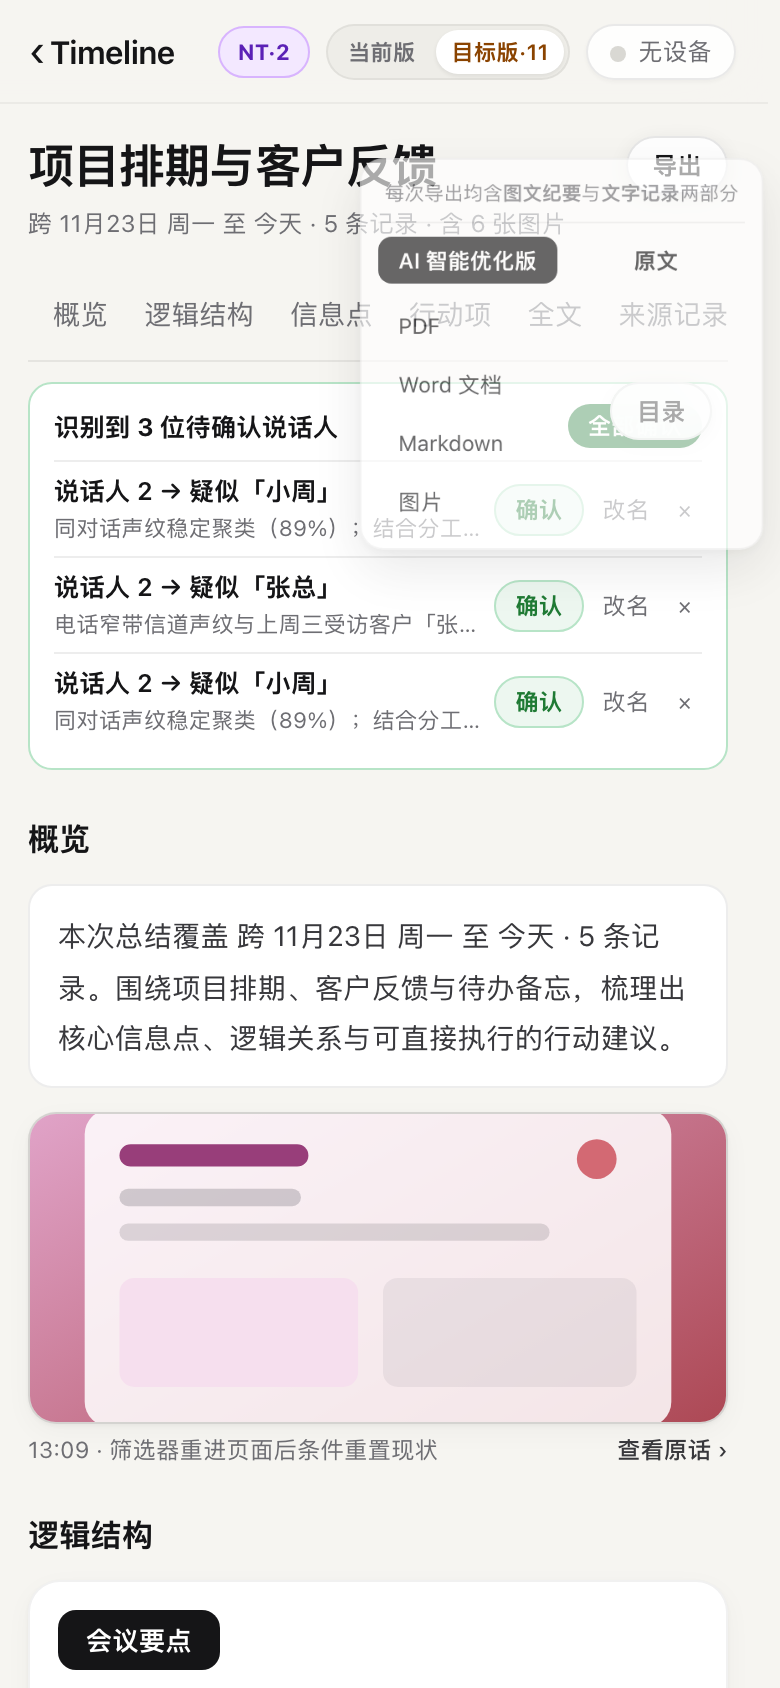 ‹ Timeline
NT·2
当前版
目标版·11
无设备
项目排期与客户反馈
导出
跨 11月23日 周一 至 今天 · 5 条记录 · 含 6 张图片
每次导出均含图文纪要与文字记录两部分
AI 智能优化版
原文
PDF
Word 文档
Markdown
图片
概览
逻辑结构
信息点
行动项
全文
来源记录
目录
识别到 3 位待确认说话人
全
说话人 2 → 疑似「小周」
同对话声纹稳定聚类（89%）；结合分工...
确认
改名
×
说话人 2 → 疑似「张总」
电话窄带信道声纹与上周三受访客户「张...
确认
改名
×
说话人 2 → 疑似「小周」
同对话声纹稳定聚类（89%）；结合分工...
确认
改名
×
概览
本次总结覆盖 跨 11月23日 周一 至 今天 · 5 条记
录。围绕项目排期、客户反馈与待办备忘，梳理出
核心信息点、逻辑关系与可直接执行的行动建议。
13:09 · 筛选器重进页面后条件重置现状
查看原话 ›
逻辑结构
会议要点